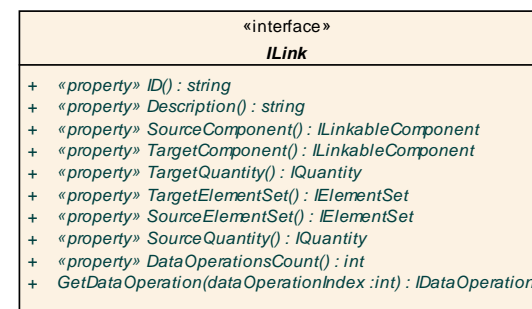 «interface»
ILink
+ «property» ID() : string
+ «property» Description() : string
+ «property» SourceComponent() : ILinkableComponent
+ «property» TargetComponent() : ILinkableComponent
+ «property» TargetQuantity() : IQuantity
+ «property» TargetElementSet() : IElementSet
+ «property» SourceElementSet() : IElementSet
+ «property» SourceQuantity() : IQuantity
+ «property» DataOperationsCount() : int
+ GetDataOperation(dataOperationIndex :int) : IDataOperation